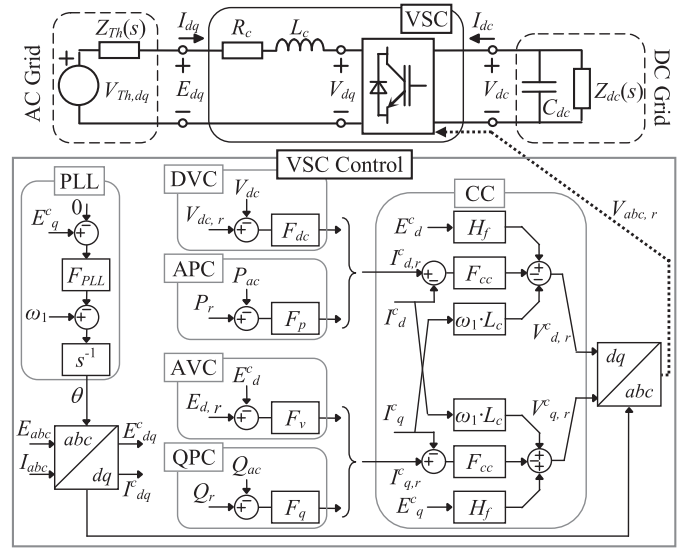 AC Grid
Z_Th(s)
V_Th,dq
I_dq
E_dq
R_c
L_c
V_dq
VSC
I_dc
V_dc
C_dc
Z_dc(s)
DC Grid
VSC Control
V_abc, r
PLL
0
E^c_q
F_PLL
ω_1
s^-1
θ
E_abc
I_abc
abc
dq
E^c_dq
I^c_dq
DVC
V_dc
V_dc, r
F_dc
APC
P_ac
P_r
F_p
AVC
E^c_d
E_d, r
F_v
QPC
Q_ac
Q_r
F_q
CC
E^c_d
H_f
I^c_d,r
F_cc
I^c_d
ω_1·L_c
V^c_d, r
I^c_q
ω_1·L_c
V^c_q, r
I^c_q,r
F_cc
E^c_q
H_f
dq
abc